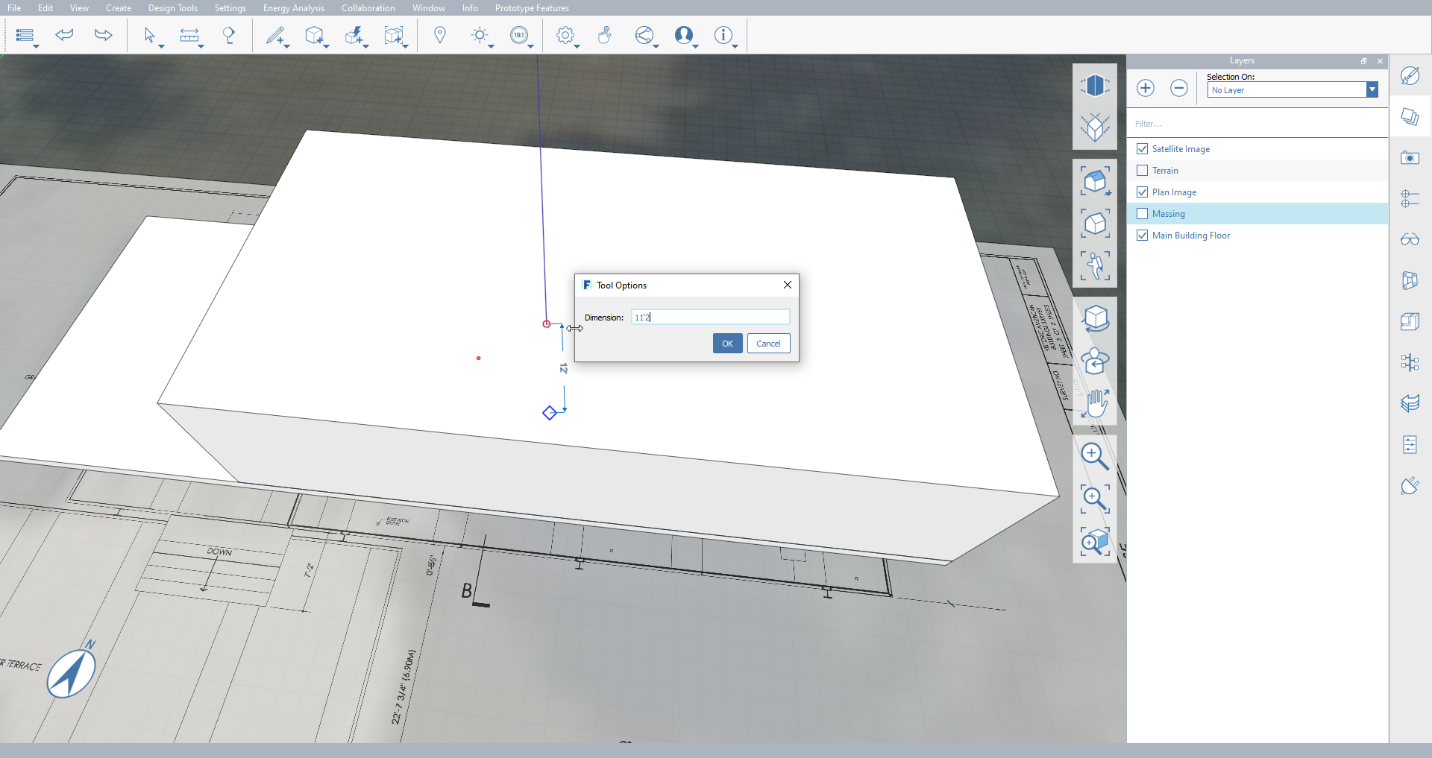 File Edit View Create Design Tools Settings Energy Analysis Collaboration Window Info Prototype Features
Layers
Selection On:
No Layer
Filter...
Satellite Image
Terrain
Plan Image
Massing
Main Building Floor
Tool Options
Dimension: 11'2
OK Cancel
12'
DOWN
7'-2"
B
N
22'-7 3/4" (6.90M)